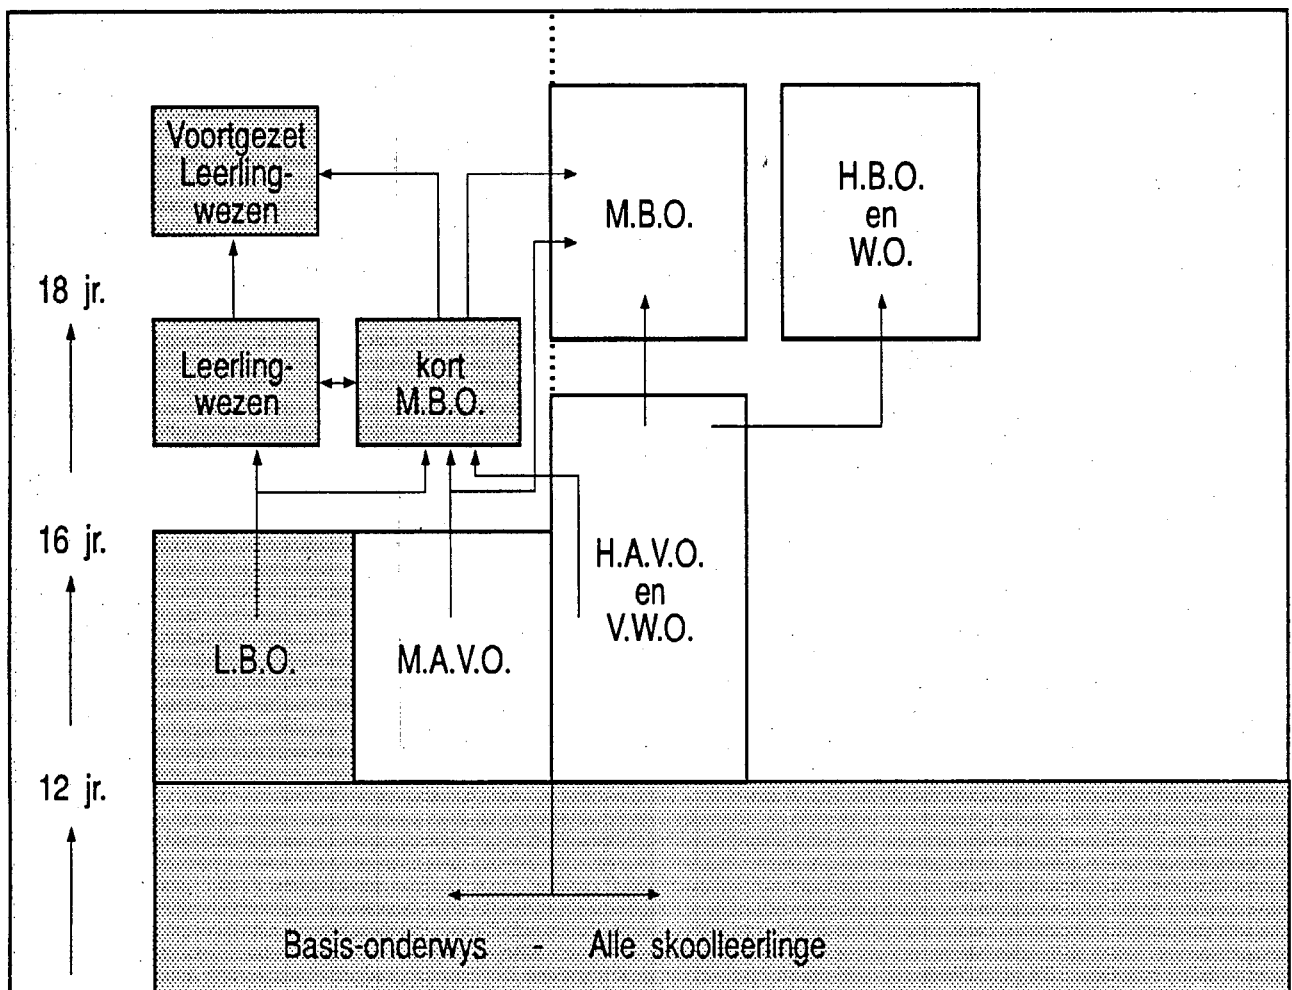 Voortgezet
Leerling-
wezen
M.B.O.
H.B.O.
en
W.O.
18 jr.
Leerling-
wezen
kort
M.B.O.
16 jr.
H.A.V.O.
en
V.W.O.
L.B.O.
M.A.V.O.
12 jr.
Basis-onderwys - Alle skoolleerlinge